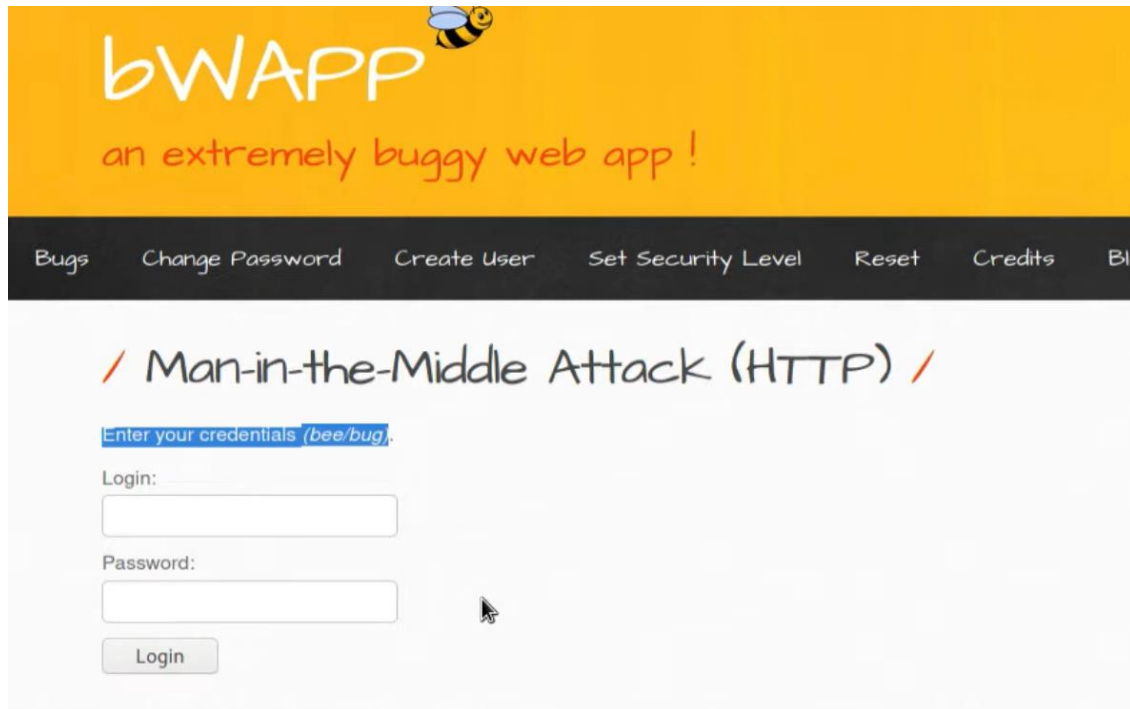 bWAPP
an extremely buggy web app !
Bugs Change Password Create User Set Security Level Reset Credits Bl
/ Man-in-the-Middle Attack (HTTP) /
Enter your credentials (bee/bug).
Login:
Password:
Login